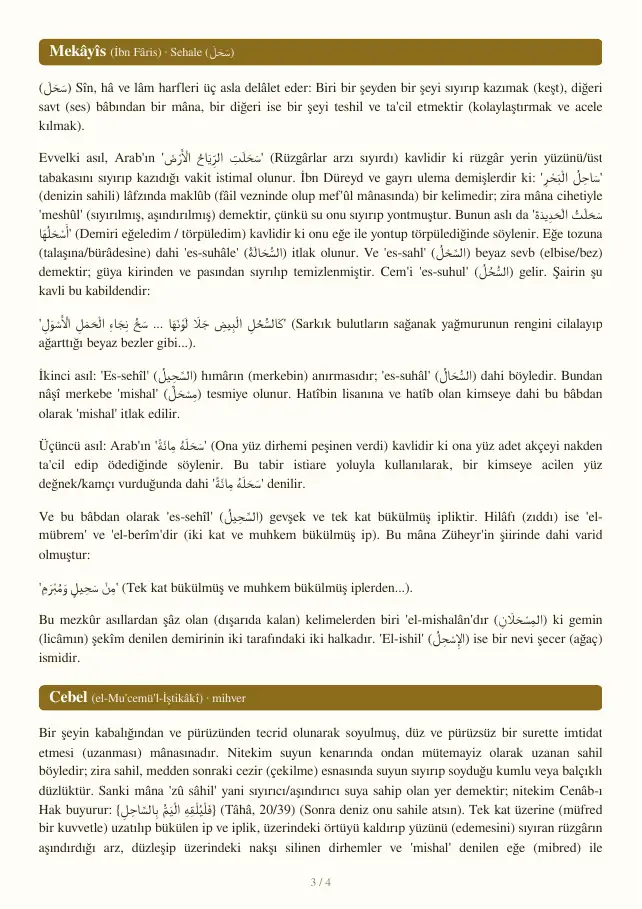 Mekâyîs (İbn Fâris) · Sehale (سَحَلَ)
(سَحَلَ) Sîn, hâ ve lâm harfleri üç asla delâlet eder: Biri bir şeyden bir şeyi sıyırıp kazımak (keşt), diğeri
savt (ses) bâbından bir mâna, bir diğeri ise bir şeyi teshil ve ta'cil etmektir (kolaylaştırmak ve acele
kılmak).
Evvelki asıl, Arab'ın 'سَحَلَتِ الرِّيَاحُ الْأَرْضَ' (Rüzgârlar arzı sıyırdı) kavlidir ki rüzgâr yerin yüzünü/üst
tabakasını sıyırıp kazıdığı vakit istimal olunur. İbn Düreyd ve gayrı ulema demişlerdir ki: 'سَاحِلُ الْبَحْرِ'
(denizin sahili) lâfzında maklûb (fâil vezninde olup mef'ûl mânasında) bir kelimedir; zira mâna cihetiyle
'meshûl' (sıyırılmış, aşındırılmış) demektir, çünkü su onu sıyırıp yontmuştur. Bunun aslı da 'سَحَلْتُ الْحَدِيدَةَ
أَسْحَلُهَا' (Demiri eğeledim / törpüledim) kavlidir ki onu eğe ile yontup törpülediğinde söylenir. Eğe tozuna
(talaşına/bürâdesine) dahi 'es-suhâle' (السُّحَالَةُ) itlak olunur. Ve 'es-sahl' (السَّحْلُ) beyaz sevb (elbise/bez)
demektir; güya kirinden ve pasından sıyrılıp temizlenmiştir. Cem'i 'es-suhul' (السُّحُلُ) gelir. Şairin şu
kavli bu kabildendir:
'كَالسُّحُلِ الْبِيضِ جَلَا لَوْنَهَا ... سَحُّ نِجَاءِ الْحَمَلِ الْأَسْوَلِ' (Sarkık bulutların sağanak yağmurunun rengini cilalayıp
ağarttığı beyaz bezler gibi...).
İkinci asıl: 'Es-sehîl' (السَّحِيلُ) hımârın (merkebin) anırmasıdır; 'es-suhâl' (السُّحَالُ) dahi böyledir. Bundan
nâşî merkebe 'mishal' (مِسْحَلٌ) tesmiye olunur. Hatîbin lisanına ve hatîb olan kimseye dahi bu bâbdan
olarak 'mishal' itlak edilir.
Üçüncü asıl: Arab'ın 'سَحَلَهُ مِائَةً' (Ona yüz dirhemi peşinen verdi) kavlidir ki ona yüz adet akçeyi nakden
ta'cil edip ödediğinde söylenir. Bu tabir istiare yoluyla kullanılarak, bir kimseye acilen yüz
değnek/kamçı vurduğunda dahi 'سَحَلَهُ مِائَةً' denilir.
Ve bu bâbdan olarak 'es-sehîl' (السَّحِيلُ) gevşek ve tek kat bükülmüş ipliktir. Hilâfı (zıddı) ise 'el-
mübrem' ve 'el-berîm'dir (iki kat ve muhkem bükülmüş ip). Bu mâna Züheyr'in şiirinde dahi varid
olmuştur:
'مِنْ سَحِيلٍ وَمُبْرَمِ' (Tek kat bükülmüş ve muhkem bükülmüş iplerden...).
Bu mezkûr asıllardan şâz olan (dışarıda kalan) kelimelerden biri 'el-mishalân'dır (المِسْحَلَانِ) ki gemin
(licâmın) şekîm denilen demirinin iki tarafındaki iki halkadır. 'El-ishil' (الإِسْحِلُ) ise bir nevi şecer (ağaç)
ismidir.
Cebel (el-Mu'cemü'l-İştikâkî) · mihver
Bir şeyin kabalığından ve pürüzünden tecrid olunarak soyulmuş, düz ve pürüzsüz bir surette imtidat
etmesi (uzanması) mânasınadır. Nitekim suyun kenarında ondan mütemayiz olarak uzanan sahil
böyledir; zira sahil, medden sonraki cezir (çekilme) esnasında suyun sıyırıp soyduğu kumlu veya balçıklı
düzlüktür. Sanki mâna 'zû sâhil' yani sıyırıcı/aşındırıcı suya sahip olan yer demektir; nitekim Cenâb-ı
Hak buyurur: {فَلْيُلْقِهِ الْيَمُّ بِالسَّاحِلِ} (Tâhâ, 20/39) (Sonra deniz onu sahile atsın). Tek kat üzerine (müfred
bir kuvvetle) uzatılıp bükülen ip ve iplik, üzerindeki örtüyü kaldırıp yüzünü (edemesini) sıyıran rüzgârın
aşındırdığı arz, düzleşip üzerindeki nakşı silinen dirhemler ve 'mishal' denilen eğe (mibred) ile
3 / 4